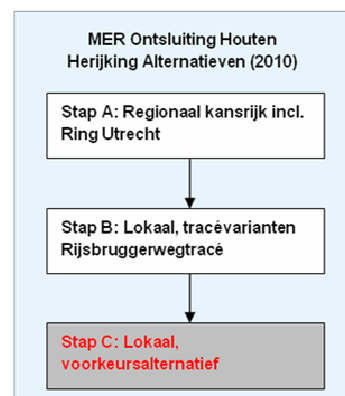 MER Ontsluiting Houten
Herijking Alternatieven (2010)
Stap A: Regionaal kansrijk incl.
Ring Utrecht
Stap B: Lokaal, tracévarianten
Rijsbruggerwegtracé
Stap C: Lokaal,
voorkeursalternatief